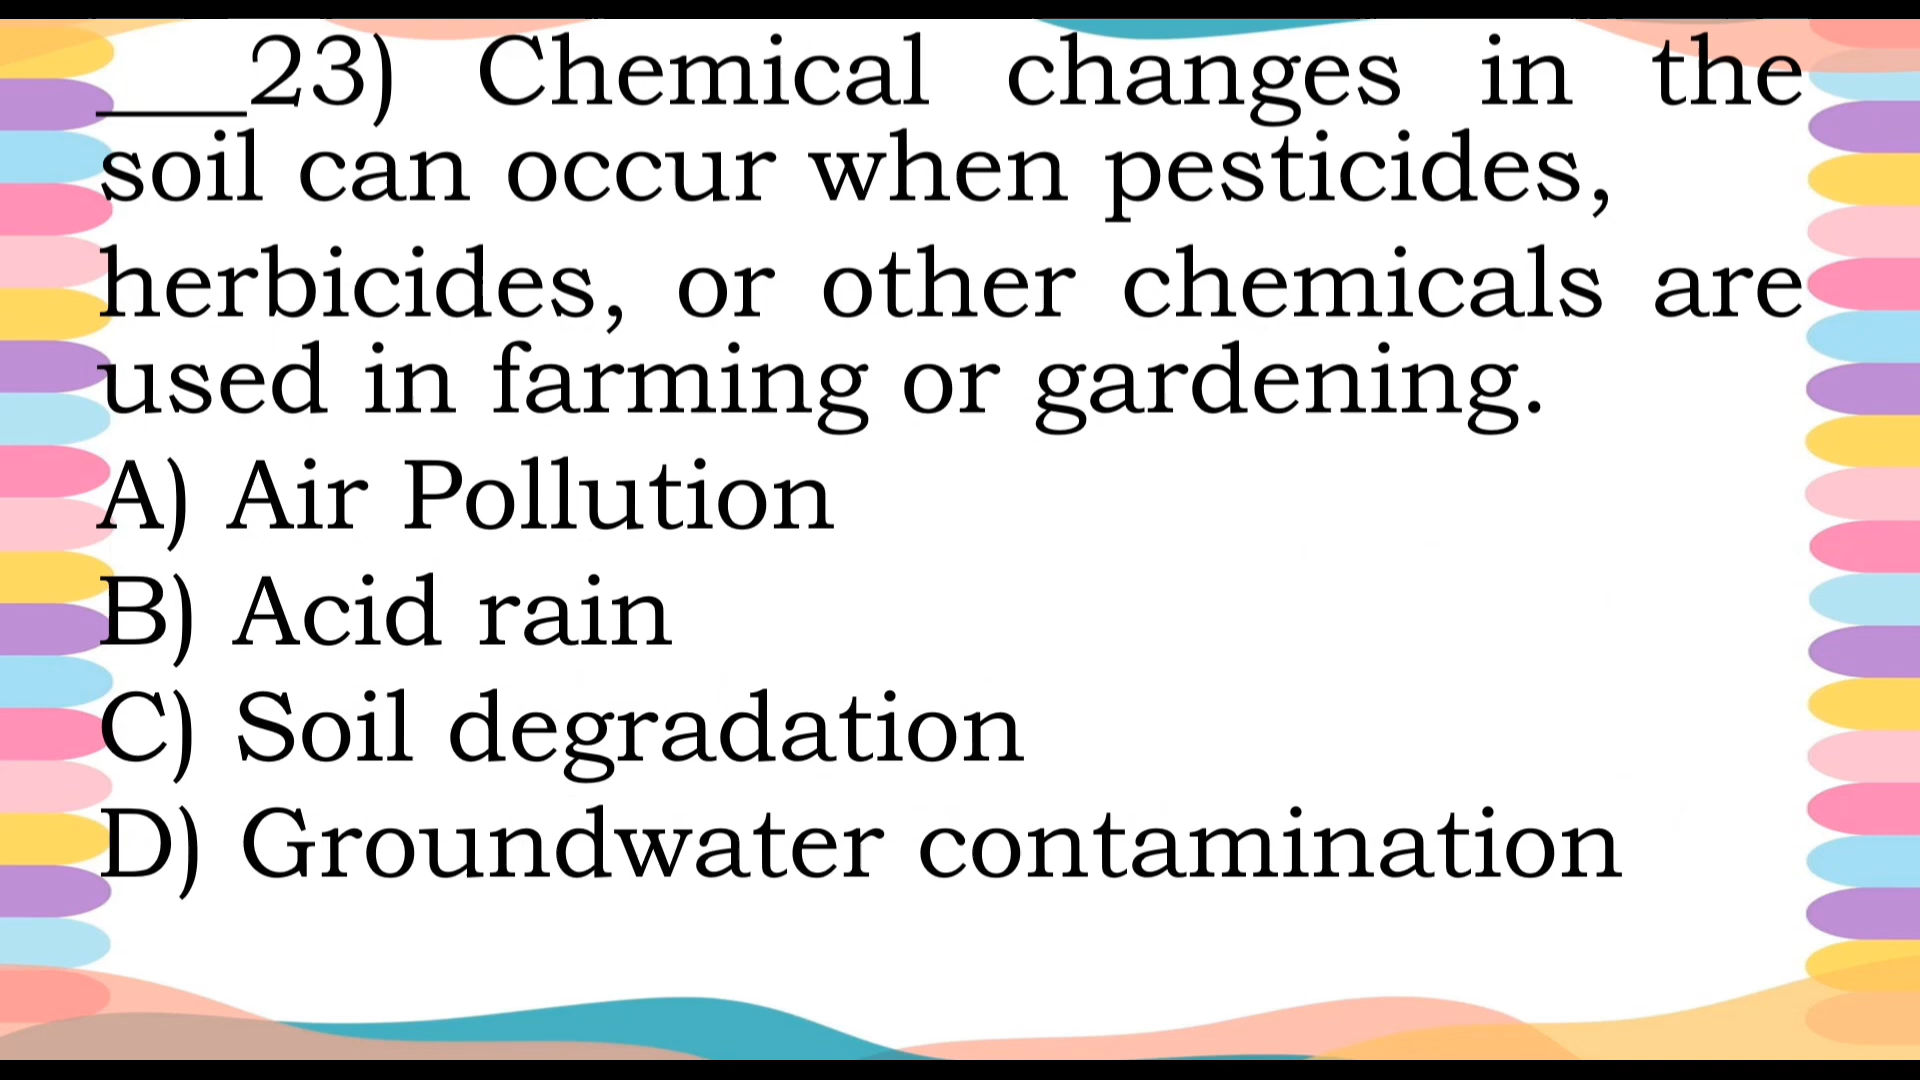 ___23) Chemical changes in the
soil can occur when pesticides,
herbicides, or other chemicals are
used in farming or gardening.
A) Air Pollution
B) Acid rain
C) Soil degradation
D) Groundwater contamination